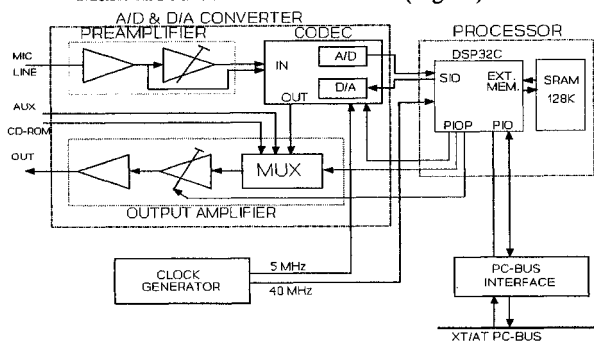 A/D & D/A CONVERTER
PREAMPLIFIER
CODEC
PROCESSOR
MIC
LINE
IN
A/D
D/A
OUT
DSP32C
SIO
EXT.
MEM.
SRAM
128K
PIOP
PIO
AUX
CD-ROM
OUT
MUX
OUTPUT AMPLIFIER
CLOCK
GENERATOR
5 MHz
40 MHz
PC-BUS
INTERFACE
XT/AT PC-BUS